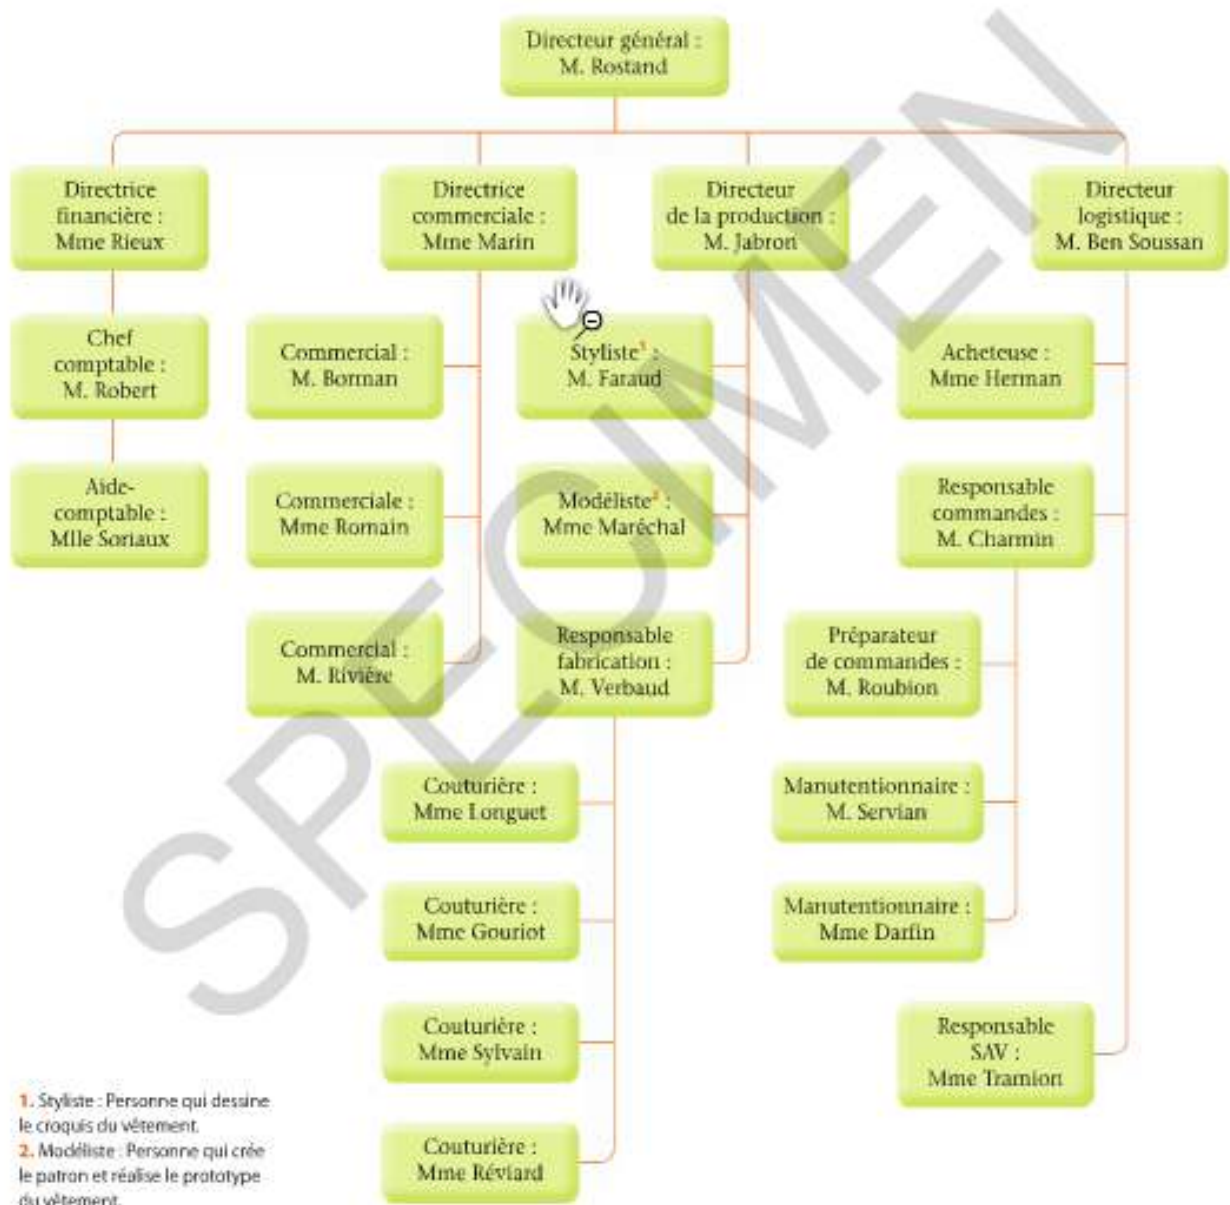 Directeur général :
M. Rostand
Directrice
financière :
Mme Rieux
Directrice
commerciale :
Mme Marin
Directeur
de la production :
M. Jabron
Directeur
logistique :
M. Ben Soussan
Chef
comptable :
M. Robert
Commercial :
M. Borman
Styliste1 :
M. Faraud
Acheteuse :
Mme Herman
Aide-
comptable :
Mlle Soriaux
Commerciale :
Mme Romain
Modéliste2 :
Mme Maréchal
Responsable
commandes :
M. Charmin
Commercial :
M. Rivière
Responsable
fabrication :
M. Verbaud
Préparateur
de commandes :
M. Roubion
Couturière :
Mme Longuet
Manutentionnaire :
M. Servian
Couturière :
Mme Gouriot
Manutentionnaire :
Mme Darfin
Couturière :
Mme Sylvain
Responsable
SAV :
Mme Tramion
Couturière :
Mme Réviard
1. Styliste : Personne qui dessine
le croquis du vêtement.
2. Modéliste : Personne qui crée
le patron et réalise le prototype
du vêtement.
SPECIMEN